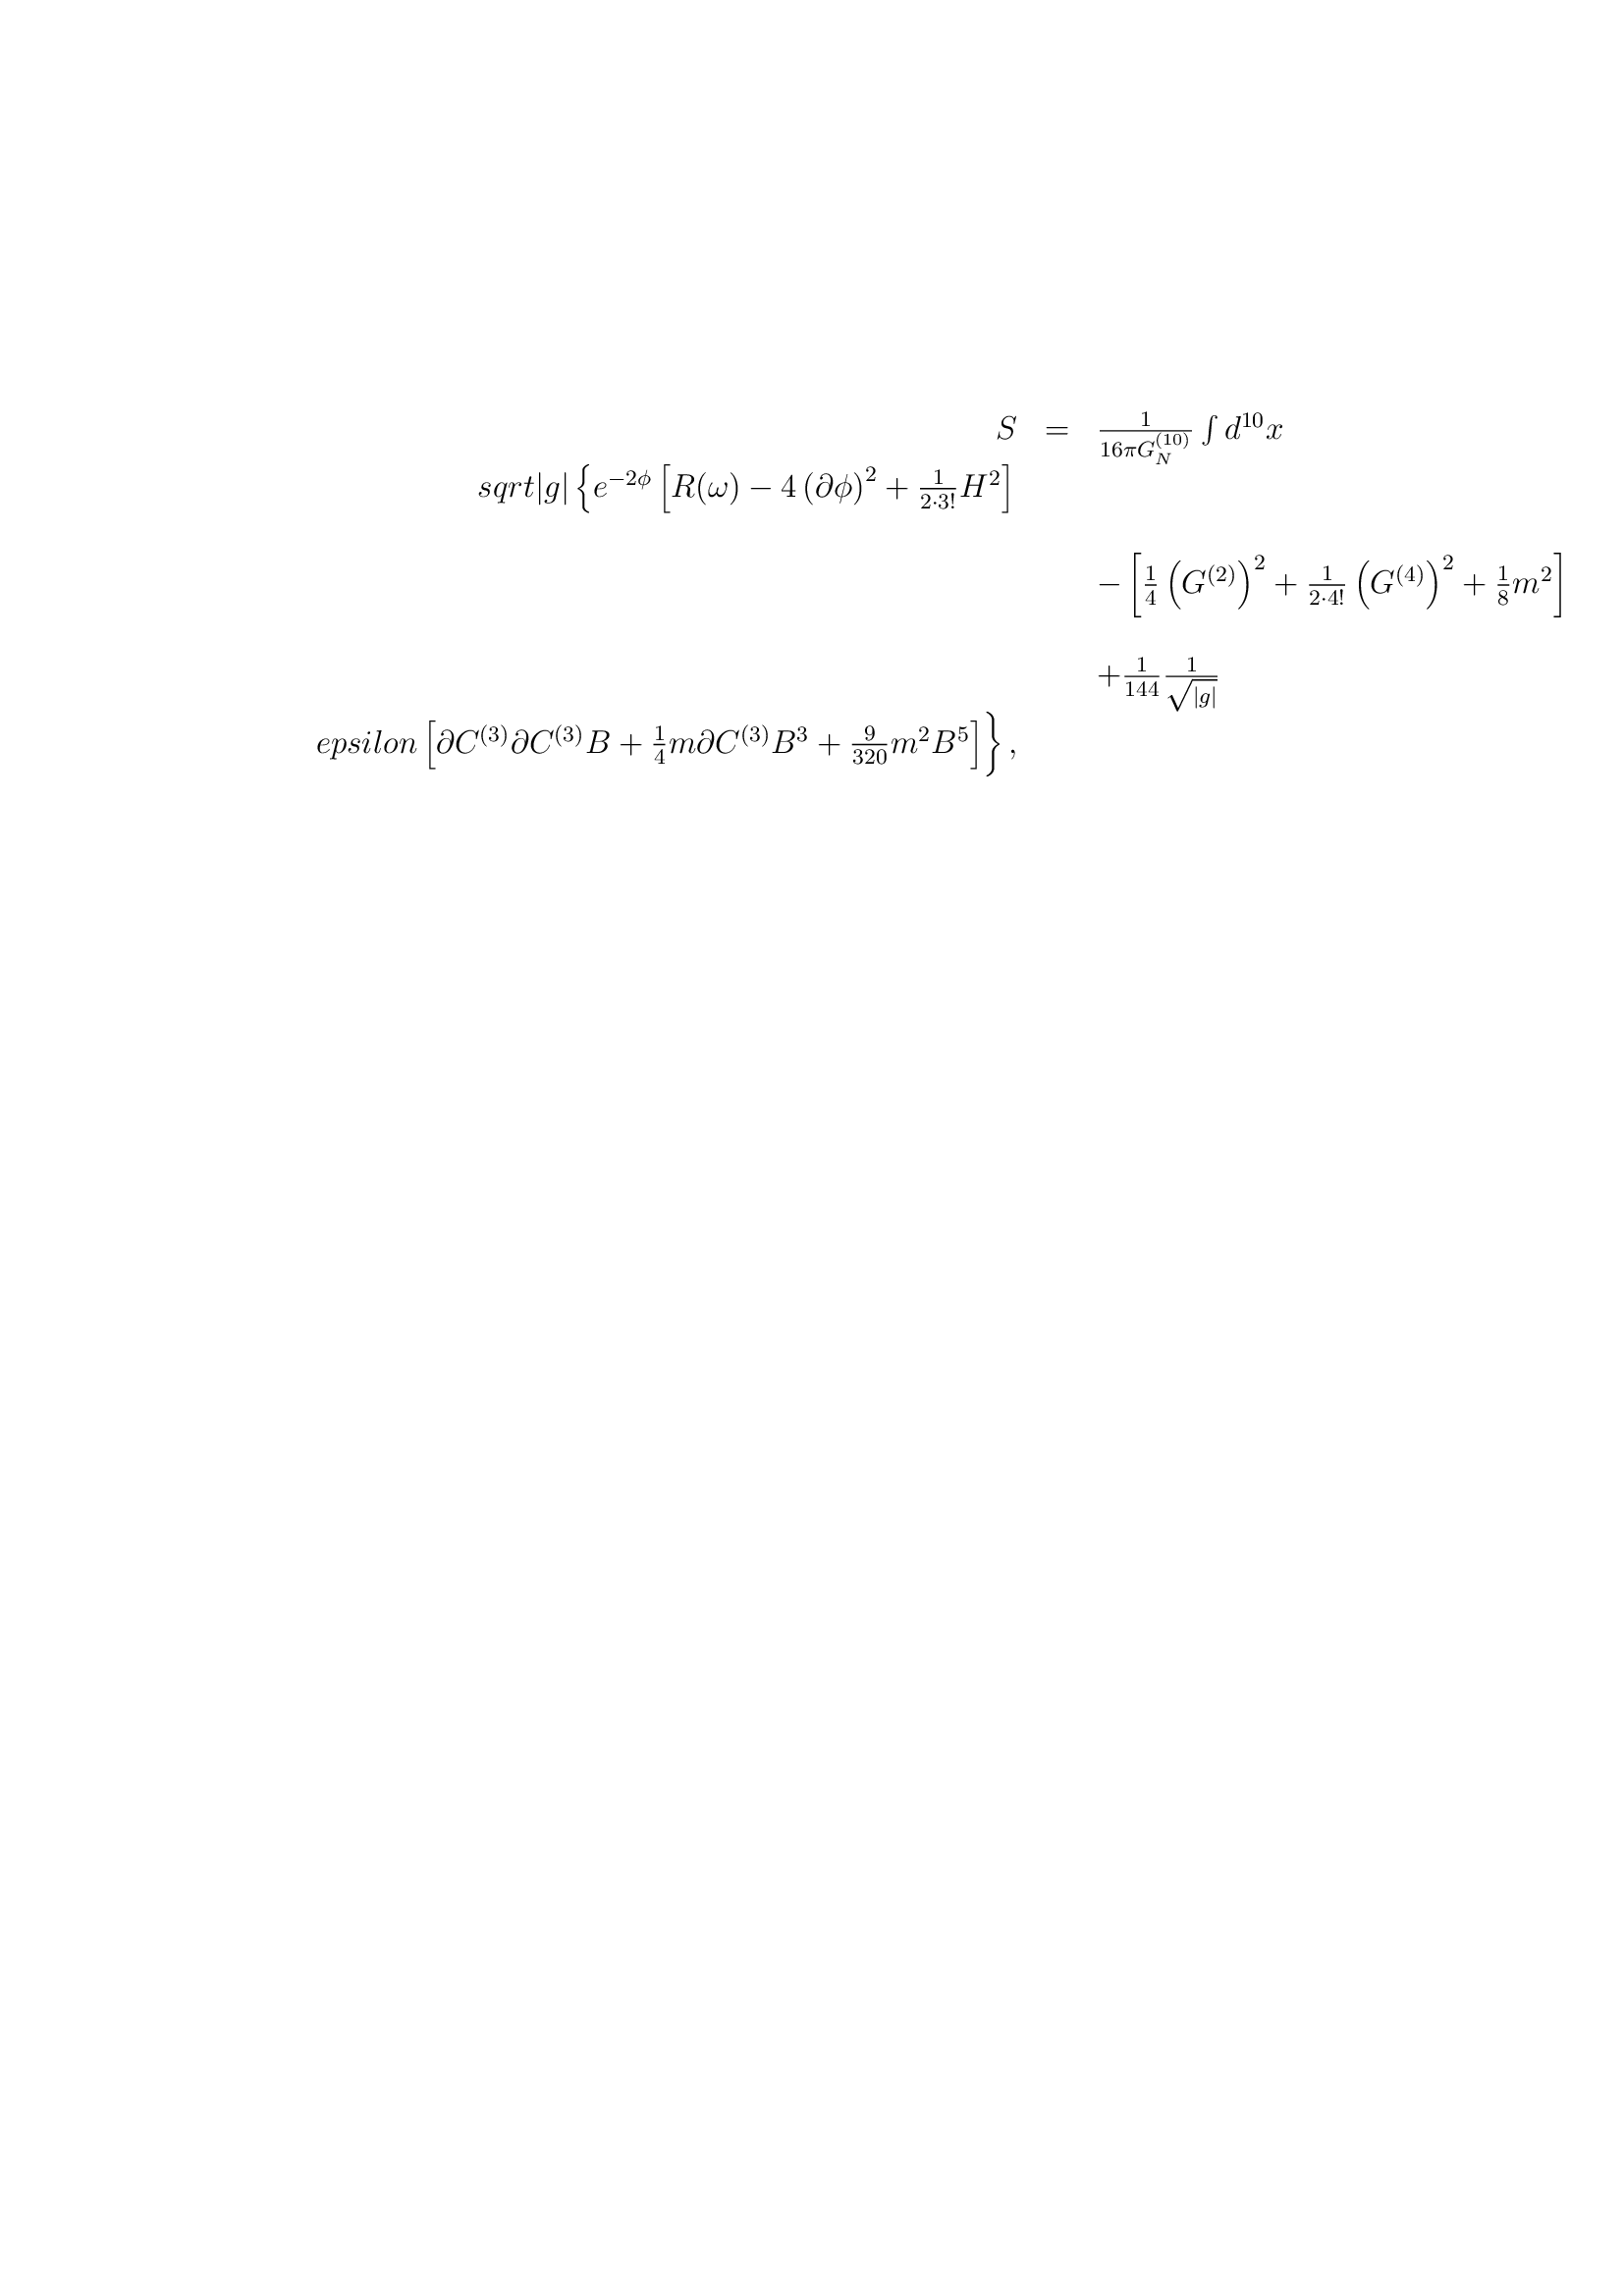 S = \frac{1}{16\pi G_N^{(10)}} \int d^{10}x
sqrt|g| \left\{ e^{-2\phi} \left[ R(\omega) - 4 \left( \partial\phi \right)^2 + \frac{1}{2\cdot 3!} H^2 \right]
- \left[ \frac{1}{4} \left( G^{(2)} \right)^2 + \frac{1}{2\cdot 4!} \left( G^{(4)} \right)^2 + \frac{1}{8} m^2 \right]
+ \frac{1}{144} \frac{1}{\sqrt{|g|}}
epsilon \left[ \partial C^{(3)} \partial C^{(3)} B + \frac{1}{4} m \partial C^{(3)} B^3 + \frac{9}{320} m^2 B^5 \right] \right\} ,